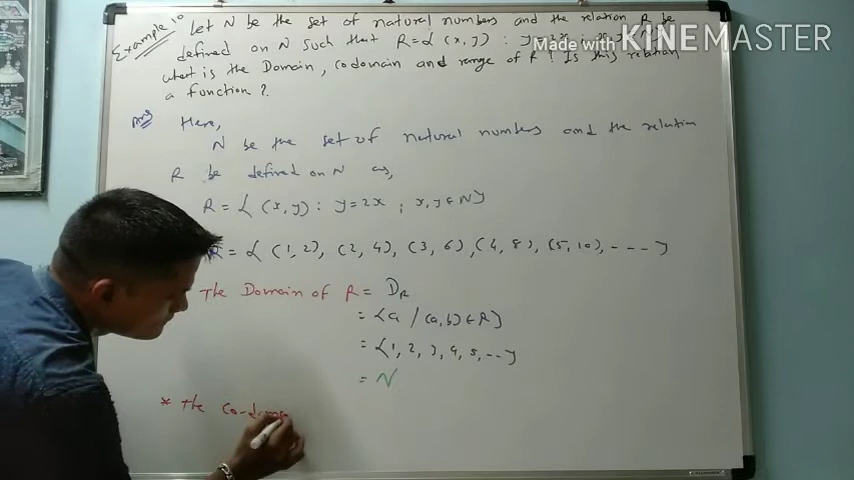 Example 10 Let N be the set of natural numbers and the relation R be
defined on N such that R={ (x, y) : y=2x ; x, y
what is the Domain, codomain and range of R ? Is this relation
a function ?
Made with KINEMASTER
Ans Here,
N be the set of natural numbers and the relation
R be defined on N as,
R = { (x, y) : y=2x ; x, y ∈ N }
R = { (1, 2), (2, 4), (3, 6), (4, 8), (5, 10), - - - - }
The Domain of R = D_R
= {a / (a, b) ∈ R}
= {1, 2, 3, 4, 5, -- }
= N
* The Co-doma